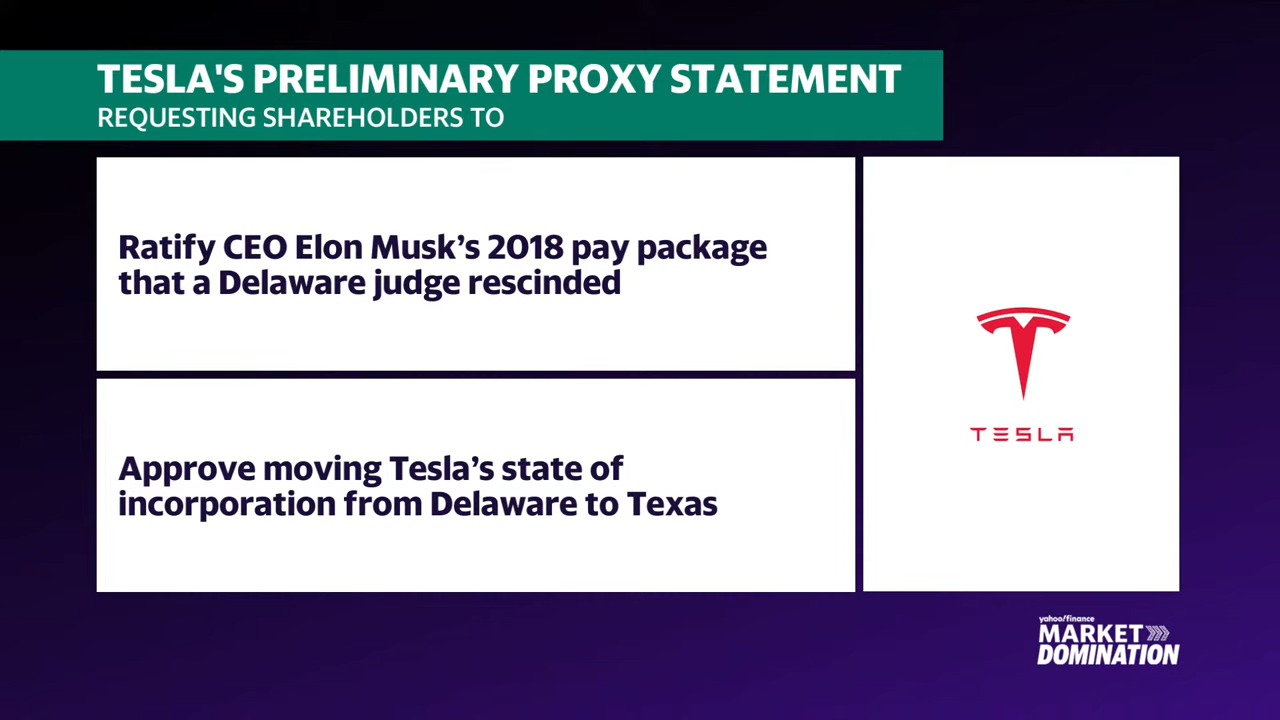 TESLA'S PRELIMINARY PROXY STATEMENT
REQUESTING SHAREHOLDERS TO
Ratify CEO Elon Musk’s 2018 pay package
that a Delaware judge rescinded
Approve moving Tesla’s state of
incorporation from Delaware to Texas
TESLA
yahoo!finance
MARKET
DOMINATION